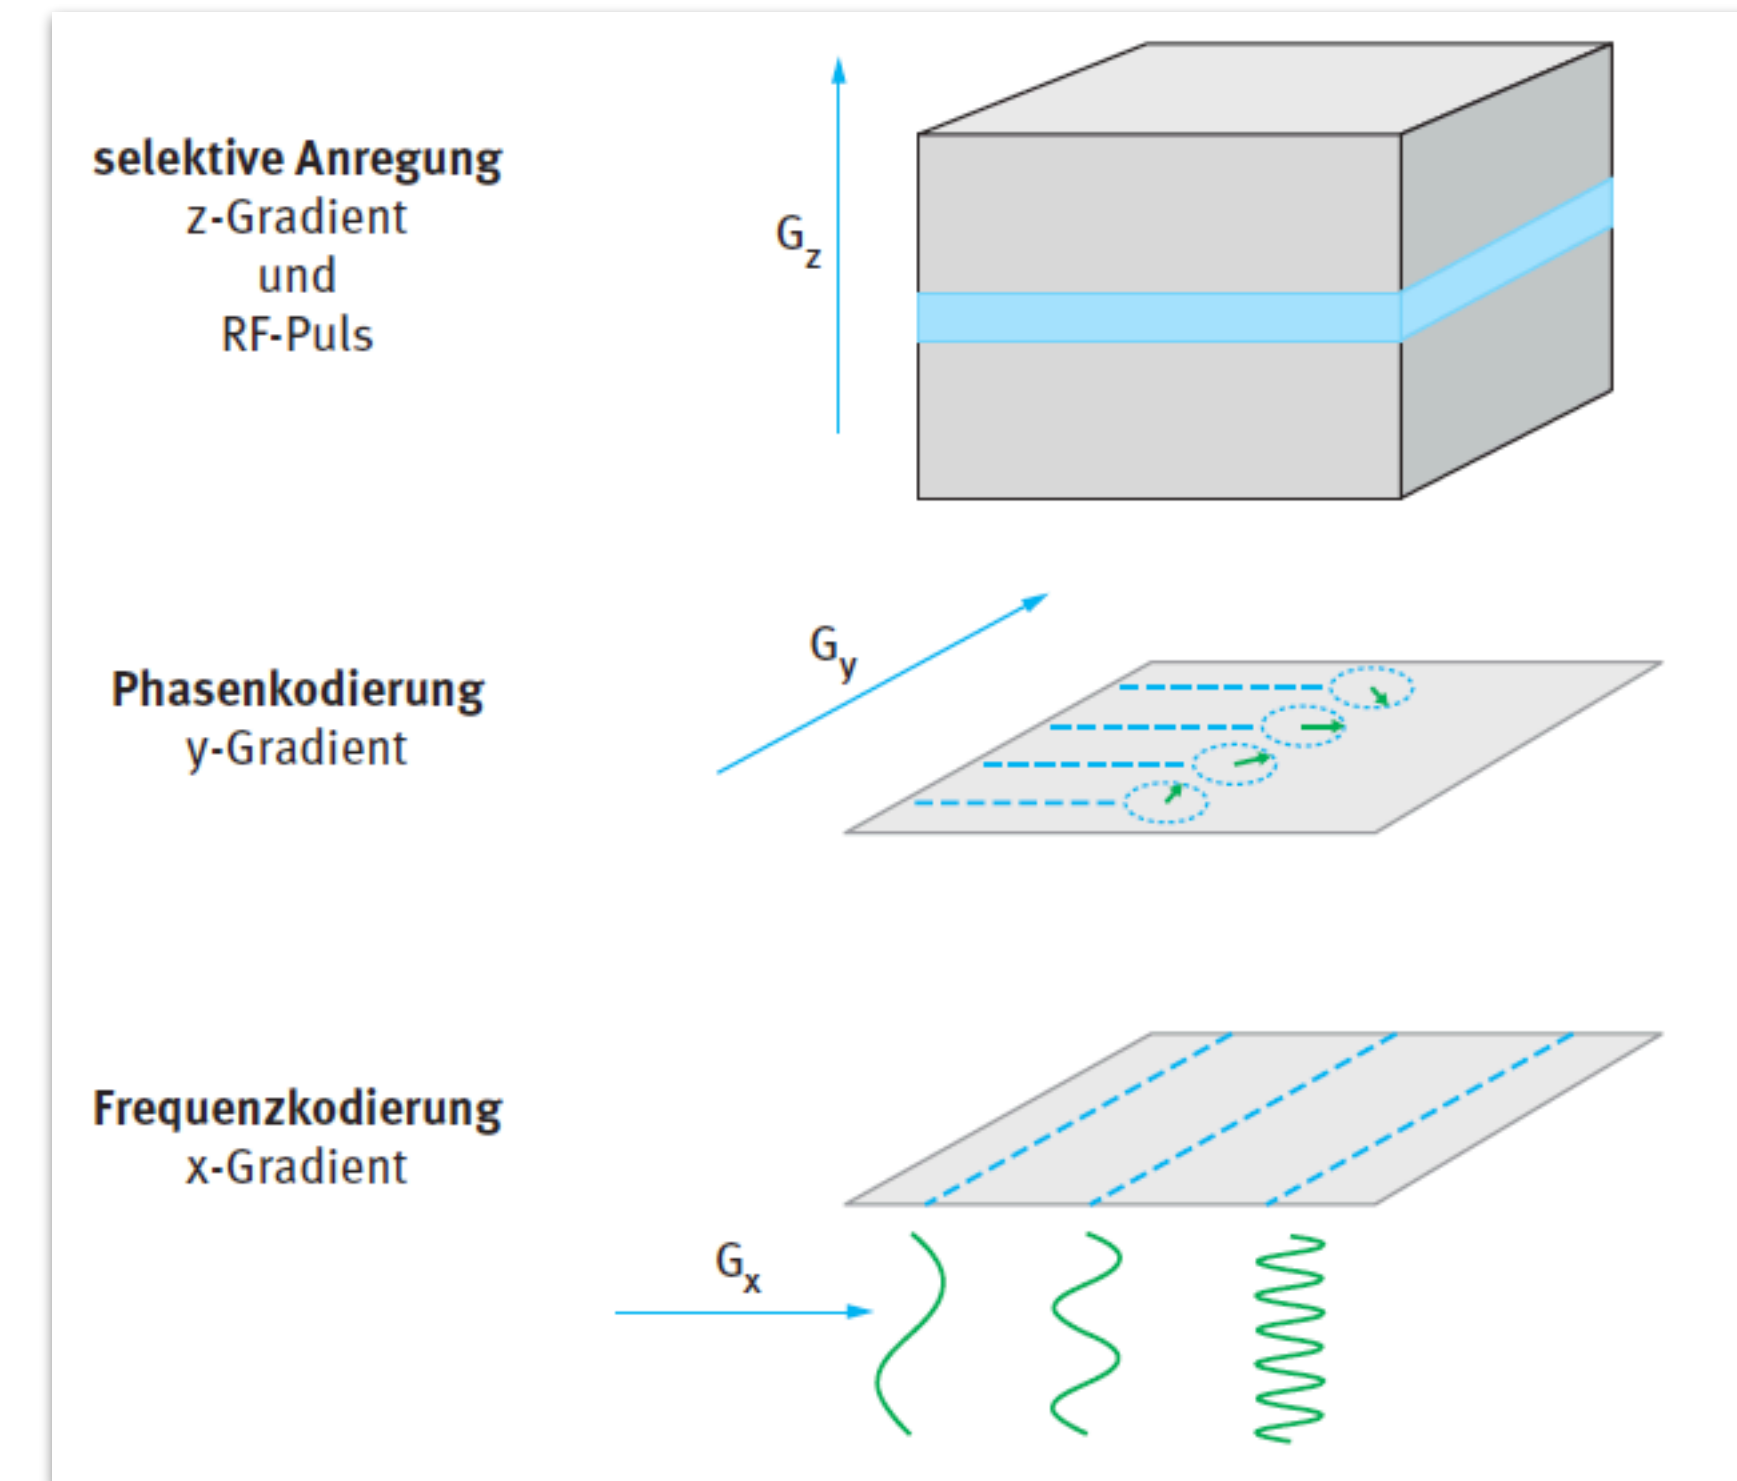 selektive Anregung
z-Gradient
und
RF-Puls
Gz
Phasenkodierung
y-Gradient
Gy
Frequenzkodierung
x-Gradient
Gx